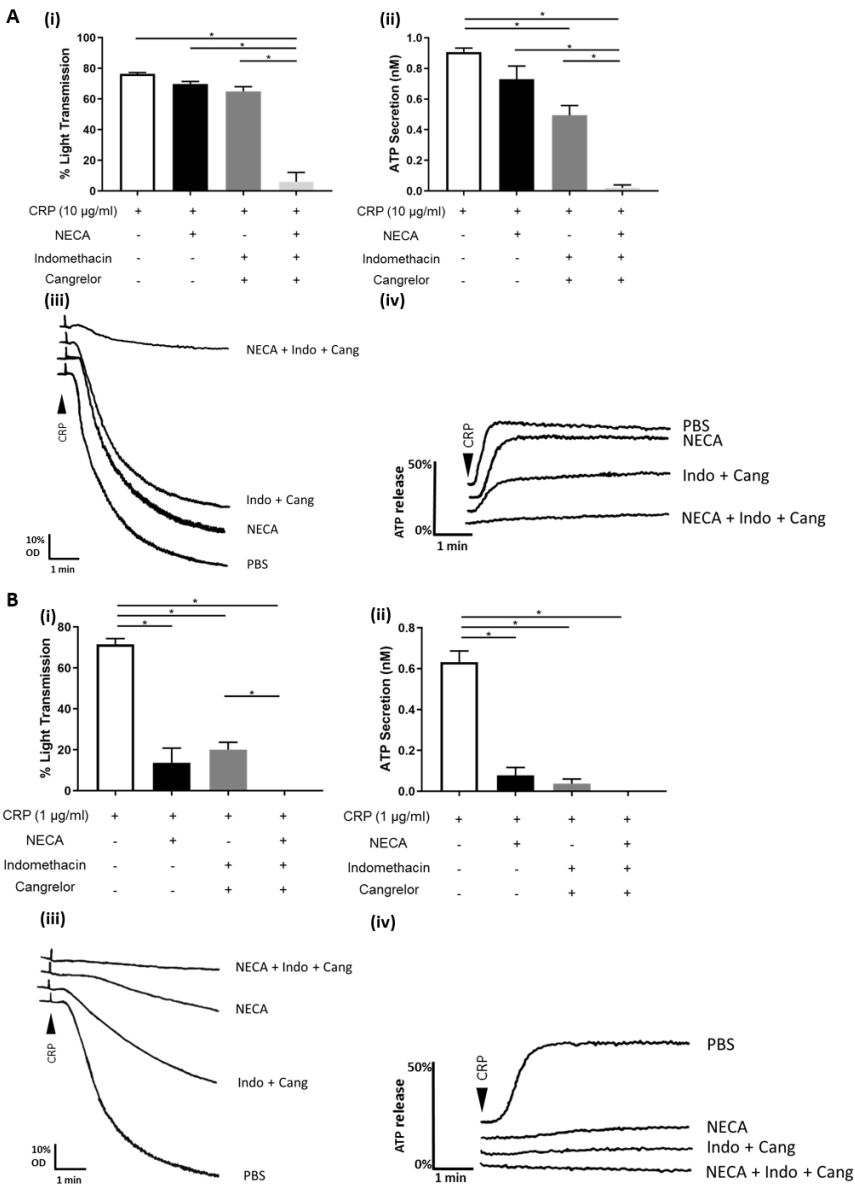 A
(i)
(ii)
* 
*
*
*
*
*
*
% Light Transmission
100
80
60
40
20
0
ATP Secretion (nM)
1.0
0.8
0.6
0.4
0.2
0.0
CRP (10 µg/ml) + + + +
NECA - + - +
Indomethacin - - + +
Cangrelor - - + +
CRP (10 µg/ml) + + + +
NECA - + - +
Indomethacin - - + +
Cangrelor - - + +
(iii)
NECA + Indo + Cang
CRP
Indo + Cang
NECA
PBS
10%
OD
1 min
(iv)
CRP
PBS
NECA
Indo + Cang
NECA + Indo + Cang
ATP release
50%
0%
1 min
B
(i)
(ii)
*
*
*
*
*
*
*
% Light Transmission
80
60
40
20
0
ATP Secretion (nM)
0.8
0.6
0.4
0.2
0.0
CRP (1 µg/ml) + + + +
NECA - + - +
Indomethacin - - + +
Cangrelor - - + +
CRP (1 µg/ml) + + + +
NECA - + - +
Indomethacin - - + +
Cangrelor - - + +
(iii)
NECA + Indo + Cang
NECA
CRP
Indo + Cang
PBS
10%
OD
1 min
(iv)
CRP
PBS
NECA
Indo + Cang
NECA + Indo + Cang
ATP release
50%
0%
1 min